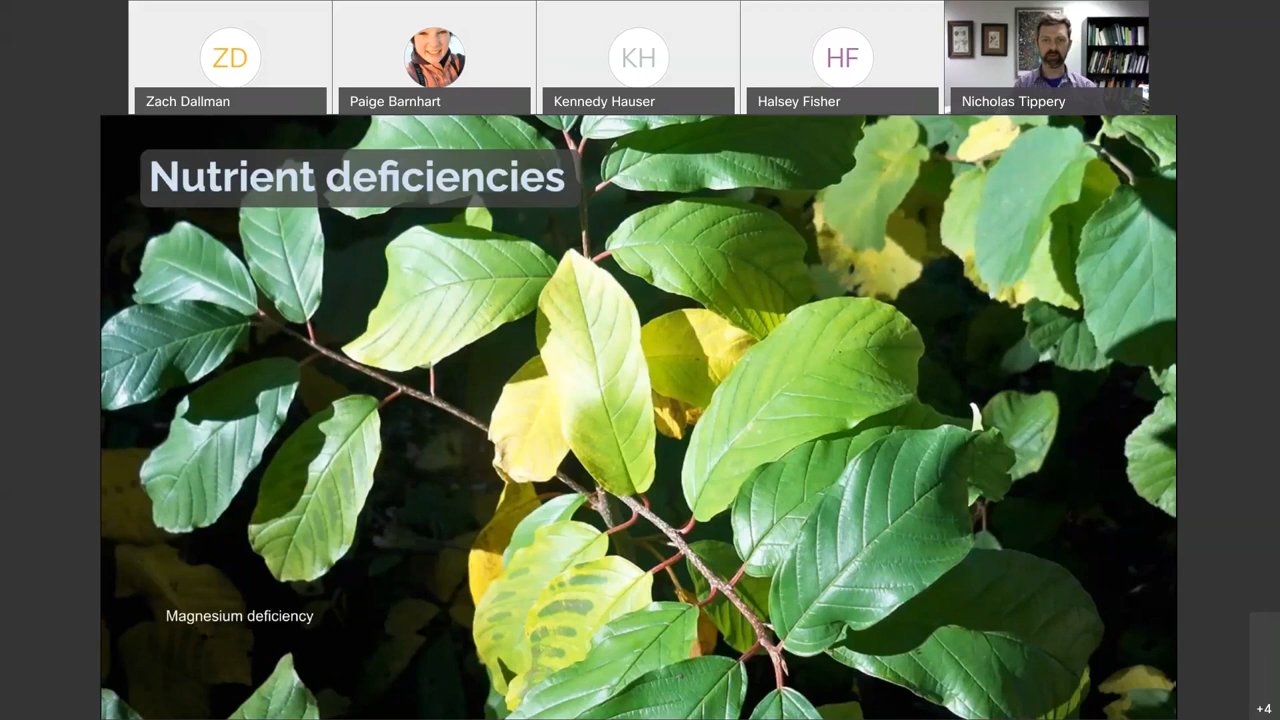 ZD
KH
HF
Zach Dallman
Paige Barnhart
Kennedy Hauser
Halsey Fisher
Nicholas Tippery
Nutrient deficiencies
Magnesium deficiency
+4